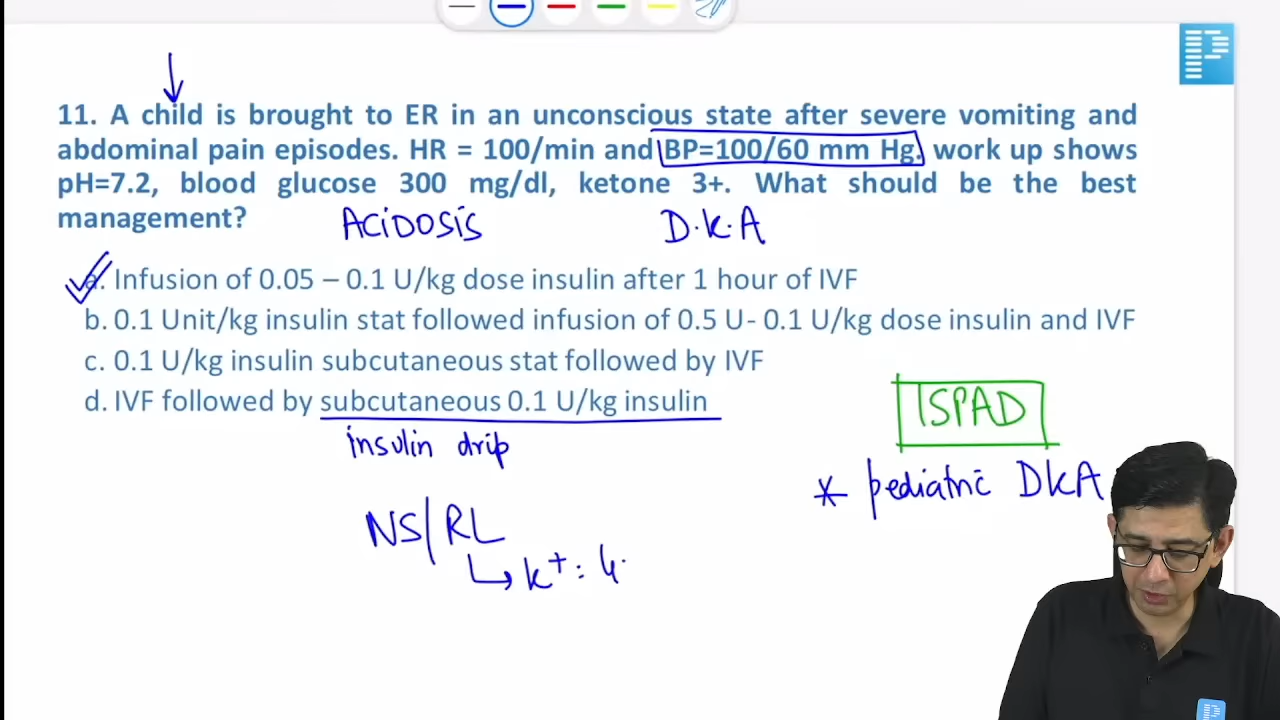 11. A child is brought to ER in an unconscious state after severe vomiting and
abdominal pain episodes. HR = 100/min and BP=100/60 mm Hg. work up shows
pH=7.2, blood glucose 300 mg/dl, ketone 3+. What should be the best
management?
ACiDOSiS D.K.A
a. Infusion of 0.05 – 0.1 U/kg dose insulin after 1 hour of IVF
b. 0.1 Unit/kg insulin stat followed infusion of 0.5 U- 0.1 U/kg dose insulin and IVF
c. 0.1 U/kg insulin subcutaneous stat followed by IVF
d. IVF followed by subcutaneous 0.1 U/kg insulin
ISPAD
insulin drip
* pediatric DKA
NS/RL
k+: 4.